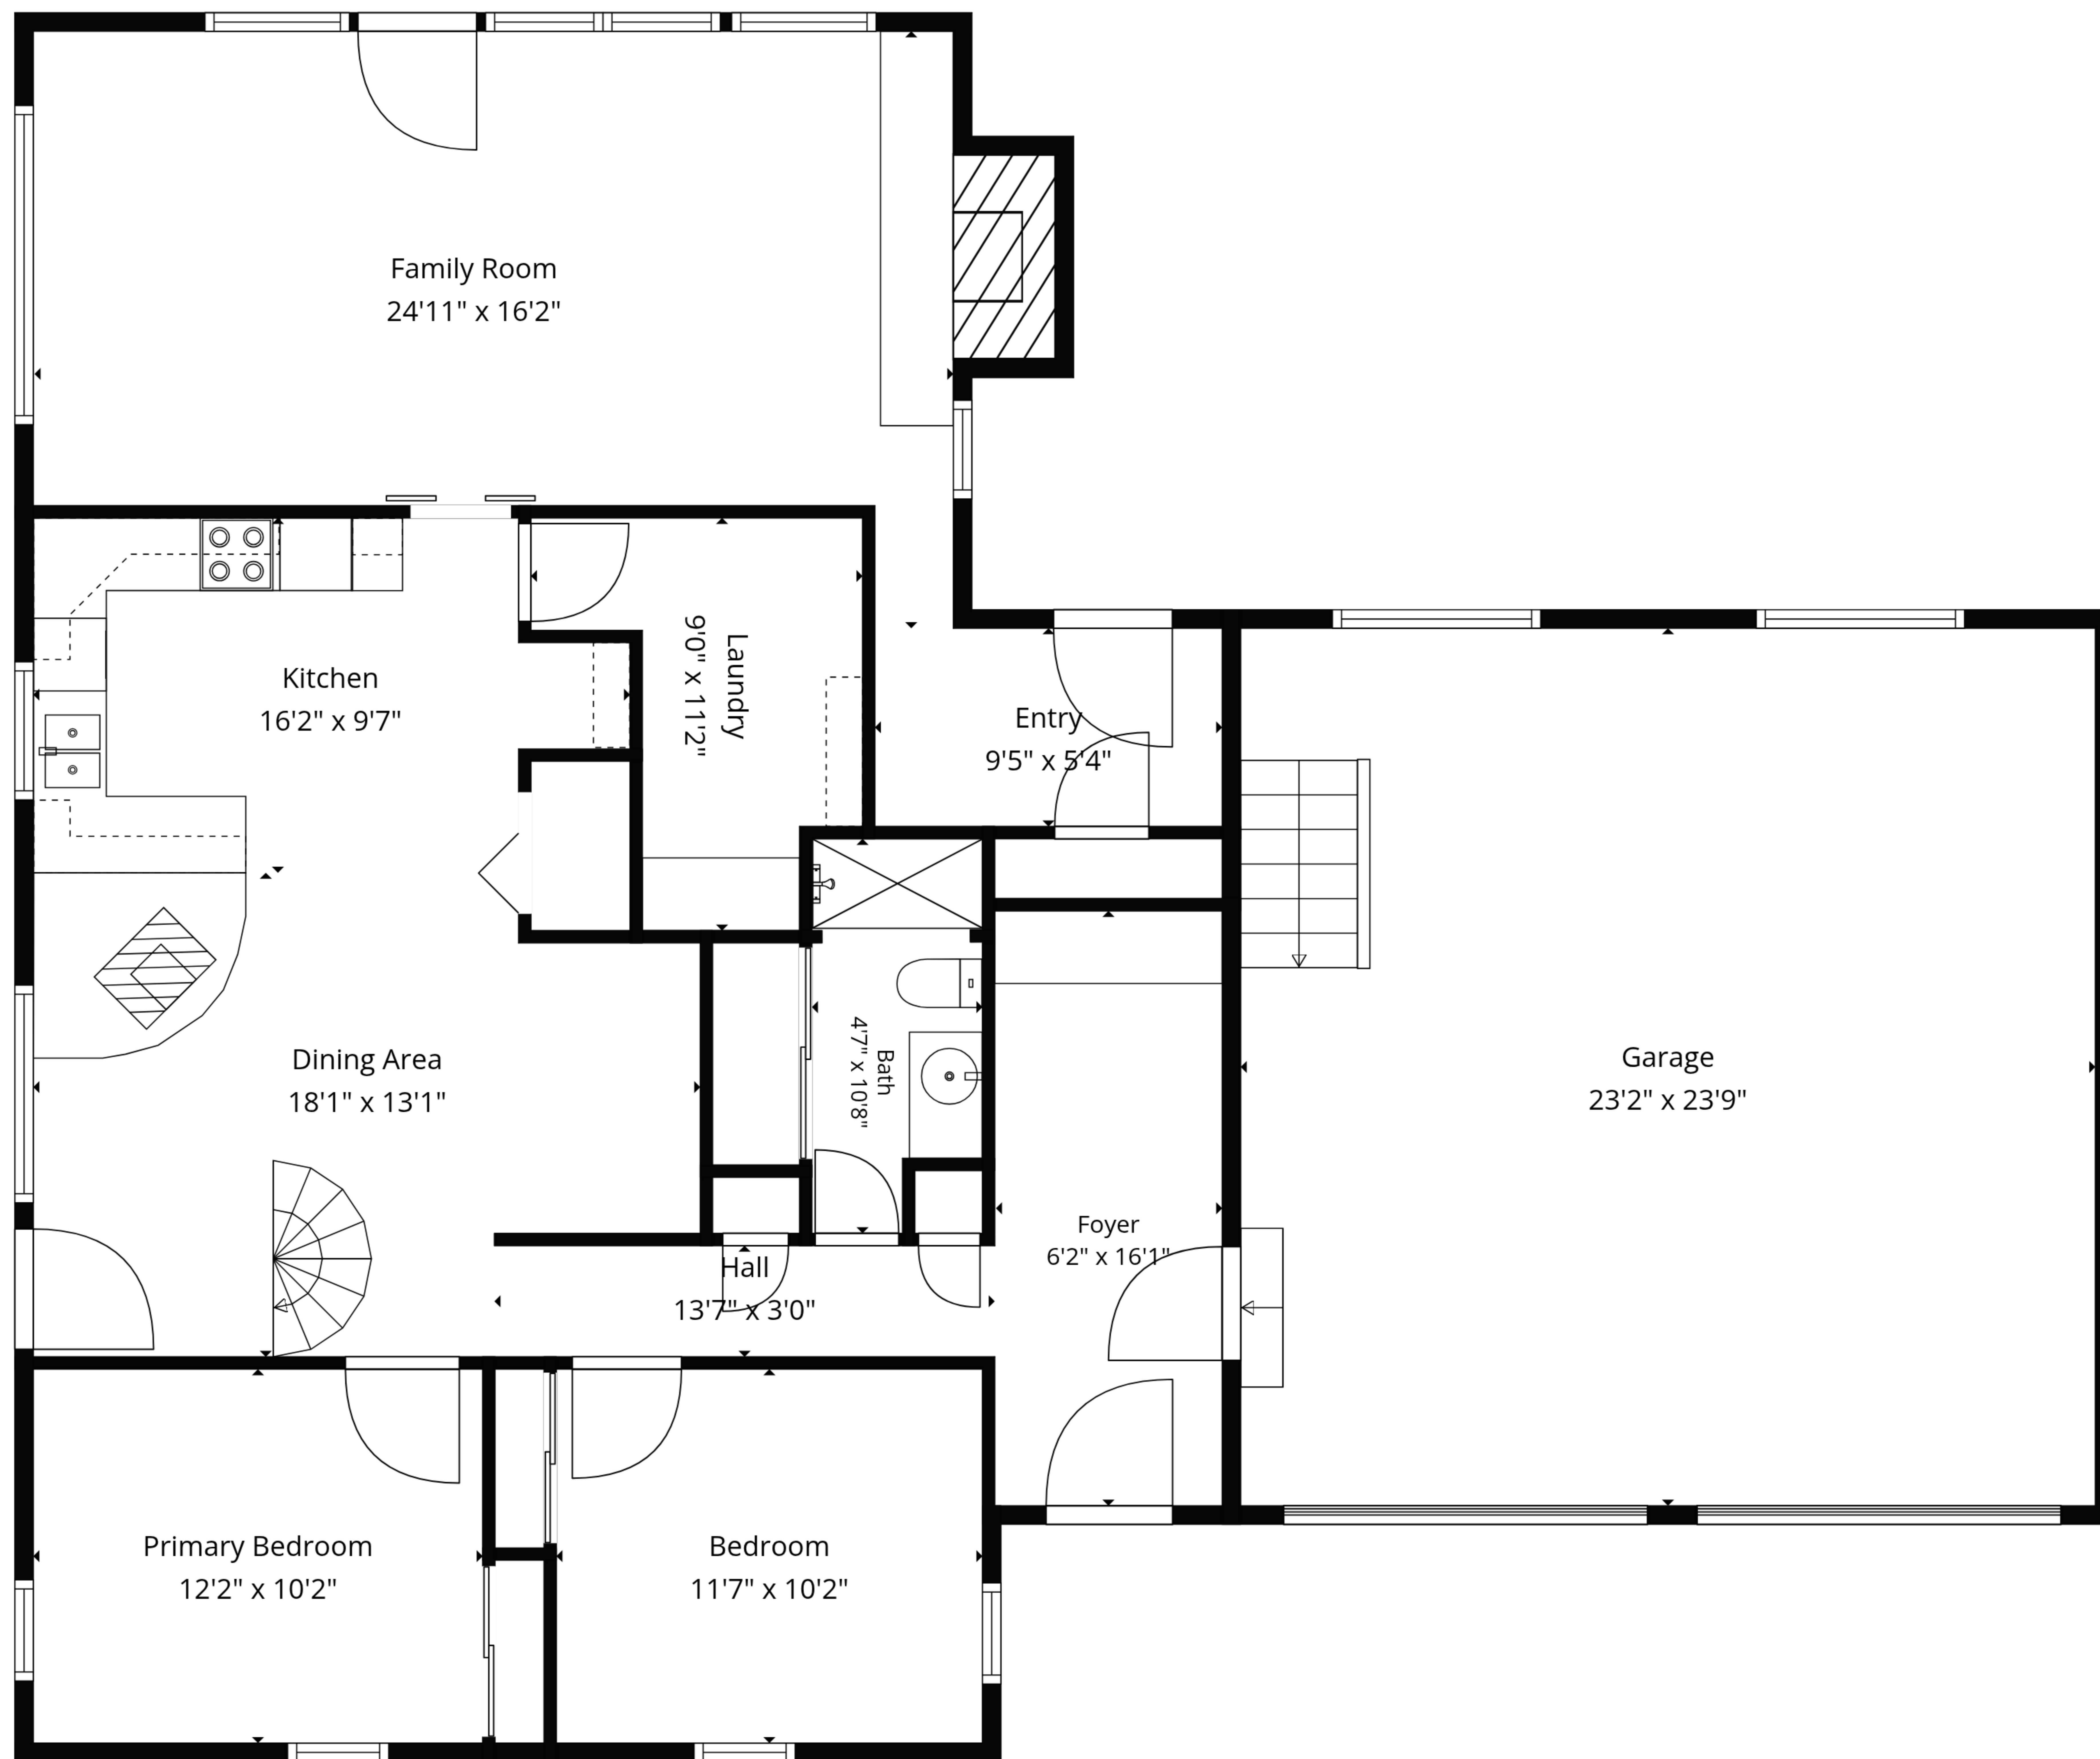 Family Room
24'11" x 16'2"
Kitchen
16'2" x 9'7"
Laundry
9'0" x 11'2"
Entry
9'5" x 5'4"
Dining Area
18'1" x 13'1"
Bath
4'7" x 10'8"
Garage
23'2" x 23'9"
Foyer
6'2" x 16'1"
Hall
13'7" x 3'0"
Primary Bedroom
12'2" x 10'2"
Bedroom
11'7" x 10'2"